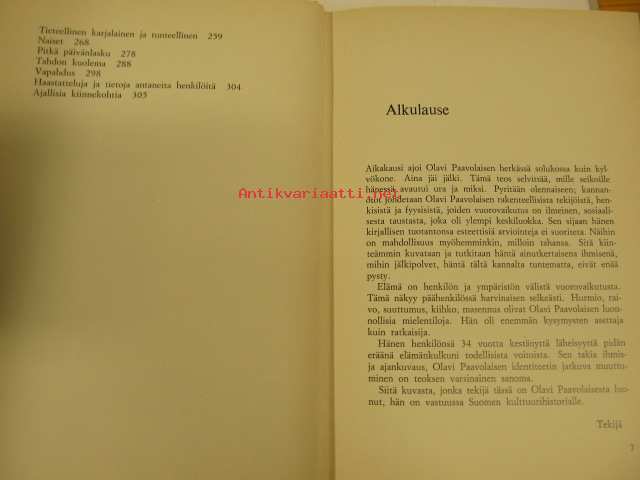 Tieteellinen karjalainen ja tunteellinen 259
Naiset 268
Pitkä päivänlasku 278
Tahdon kuolema 288
Vapahdus 298
Haastatteluja ja tietoja antaneita henkilöitä 304
Ajallisia kiinnekohtia 305
Alkulause
Aikakausi ajoi Olavi Paavolaisen herkässä solukossa kuin kyl-
vökone. Aina jäi jälki. Tämä teos selvittää, mille seikoille
hänessä avautui ura ja miksi. Pyritään olennaiseen; kannan-
otot johdetaan Olavi Paavolaisen rakenteellisista tekijöistä, hen-
kisistä ja fyysisistä, joiden vuorovaikutus on ilmeinen, sosiaali-
sesta taustasta, joka oli ylempi keskiluokka. Sen sijaan hänen
kirjallisen tuotantonsa esteettisiä arviointeja ei suoriteta. Näihin
on mahdollisuus myöhemminkin, milloin tahansa. Sitä kiin-
teämmin kuvataan ja tutkitaan häntä ainutkertaisena ihmisenä,
mihin jälkipolvet, häntä tältä kannalta tuntematta, eivät enää
pysty.
Elämä on henkilön ja ympäristön välistä vuorovaikutusta.
Tämä näkyy päähenkilössä harvinaisen selkeästi. Hurmio, rai-
vo, suuttumus, kiihko, masennus olivat Olavi Paavolaisen luon-
nollisia mielentiloja. Hän oli enemmän kysymysten asettaja
kuin ratkaisija.
Hänen henkilönsä 34 vuotta kestänyttä läheisyyttä pidän
eräänä elämänkulkuni todellisista voimista. Sen takia ihmis-
ja ajankuvaus, Olavi Paavolaisen identiteetin jatkuva muuttu-
minen on teoksen varsinainen sanoma.
Siitä kuvasta, jonka tekijä tässä on Olavi Paavolaisesta luo-
nut, hän on vastuussa Suomen kulttuurihistorialle.
Tekijä
7
Antikvariaatti.net